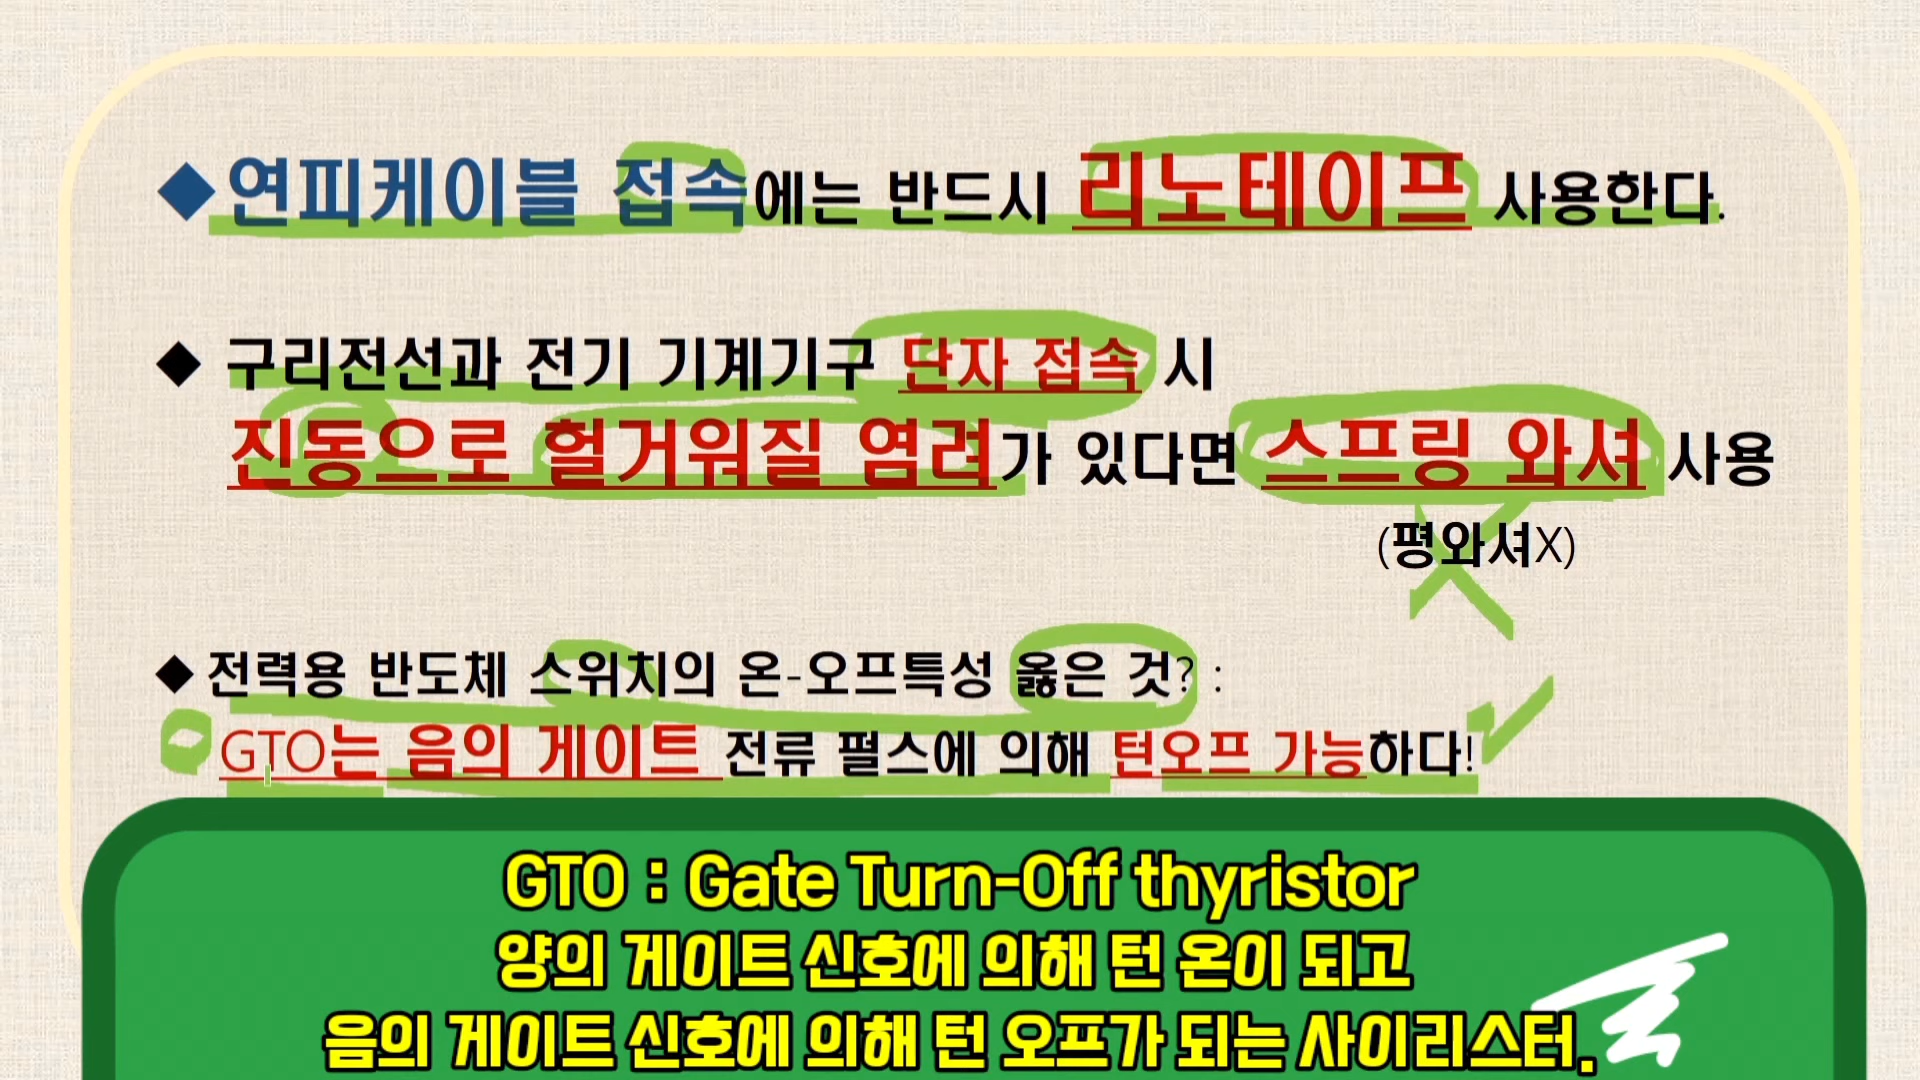 ◆연피케이블 접속에는 반드시 리노테이프 사용한다.
◆ 구리전선과 전기 기계기구 단자 접속 시
진동으로 헐거워질 염려가 있다면 스프링 와셔 사용
(평와셔X)
◆ 전력용 반도체 스위치의 온-오프특성 옳은 것? :
GTO는 음의 게이트 전류 펄스에 의해 턴오프 가능하다!
GTO : Gate Turn-Off thyristor
양의 게이트 신호에 의해 턴 온이 되고
음의 게이트 신호에 의해 턴 오프가 되는 사이리스터.